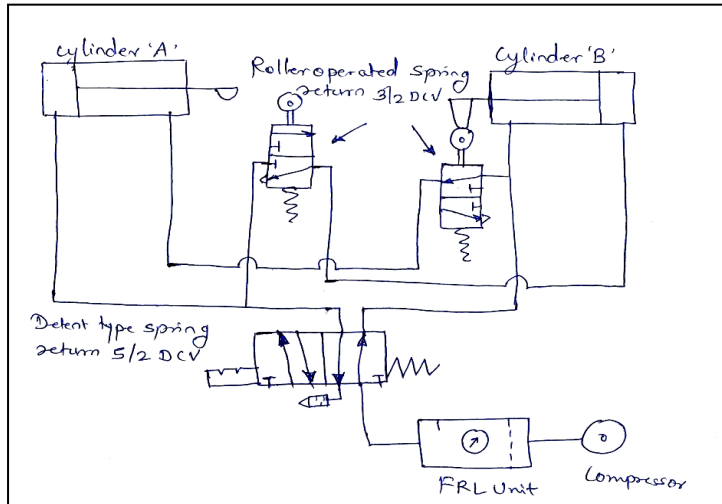 cylinder 'A'
Roller operated spring
return 3/2 DCV
cylinder 'B'
Detent type spring
return 5/2 DCV
FRL Unit
Compressor